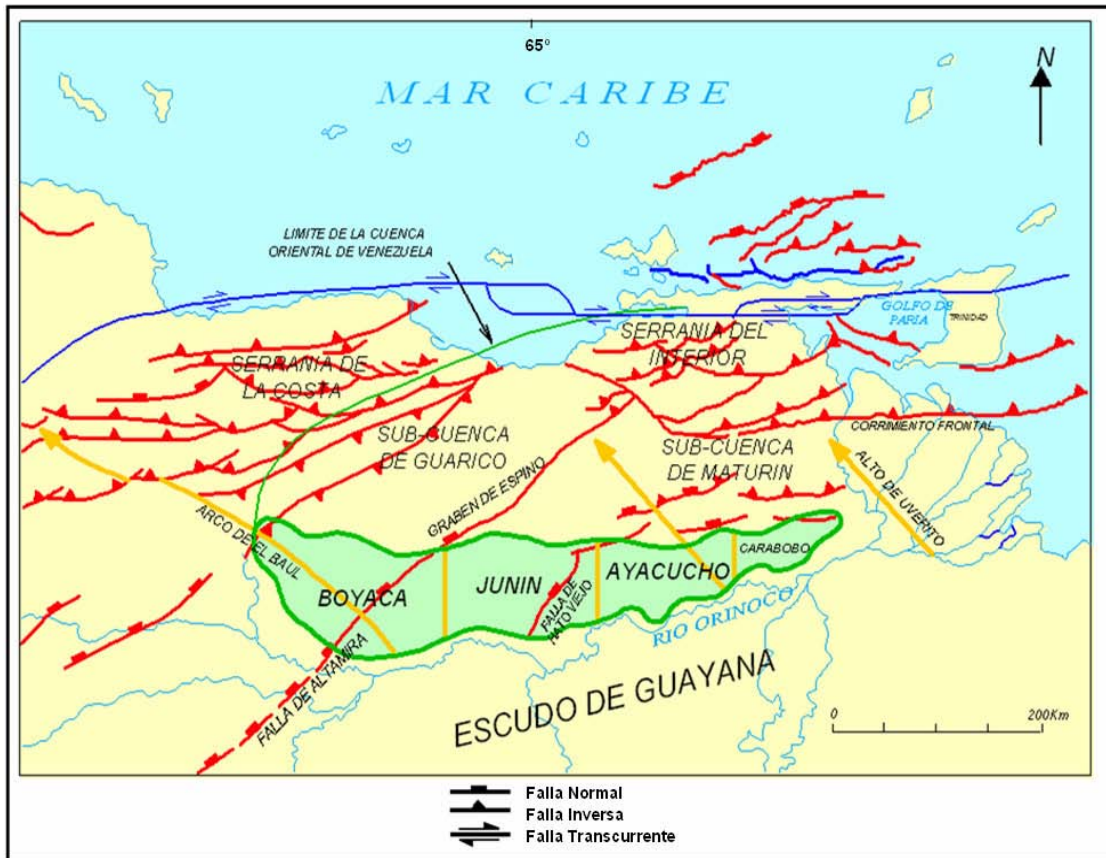 65°
N
MAR CARIBE
LIMITE DE LA CUENCA
ORIENTAL DE VENEZUELA
GOLFO DE
PARIA
TRINIDAD
SERRANIA DE
LA COSTA
SERRANIA DEL
INTERIOR
CORRIMIENTO FRONTAL
SUB-CUENCA
DE GUARICO
SUB-CUENCA
DE MATURIN
GRABEN DE ESPINO
ALTO DE UVERITO
ARCO DE EL BAUL
BOYACA
JUNIN
AYACUCHO
CARABOBO
FALLA DE
HATO VIEJO
FALLA DE ALTAMIRA
RIO ORINOCO
ESCUDO DE GUAYANA
0 200Km
Falla Normal
Falla Inversa
Falla Transcurrente